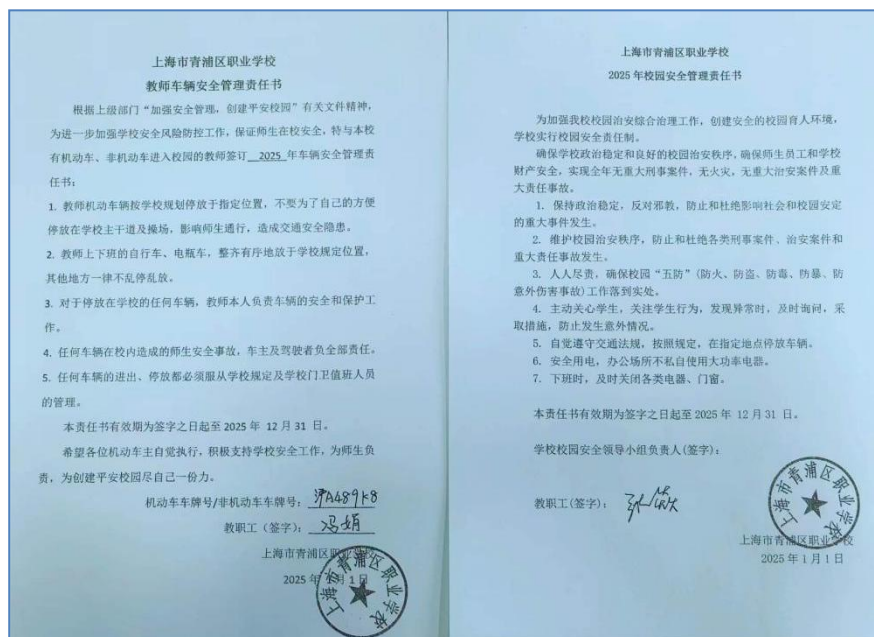 上海市青浦区职业学校
教师车辆安全管理责任书
根据上级部门“加强安全管理，创建平安校园”有关文件精神，
为进一步加强学校安全风险防控工作，保证师生在校安全，特与本校
有机动车、非机动车进入校园的教师签订 2025 年车辆安全管理责
任书：
1. 教师机动车辆按学校规划停放于指定位置，不要为了自己的方便
停放在学校主干道及操场，影响师生通行，造成交通安全隐患。
2. 教师上下班的自行车、电瓶车，整齐有序地放于学校规定位置，
其他地方一律不乱停乱放。
3. 对于停放在学校的任何车辆，教师本人负责车辆的安全和保护工
作。
4. 任何车辆在校内造成的师生安全事故，车主及驾驶者负全部责任。
5. 任何车辆的进出、停放都必须服从学校规定及学校门卫值班人员
的管理。
本责任书有效期为签字之日起至 2025 年 12 月 31 日。
希望各位机动车主自觉执行，积极支持学校安全工作，为师生负
责，为创建平安校园尽自己一份力。
机动车车牌号/非机动车车牌号：沪A489K8
教职工（签字）：冯娟
上海市青浦区职业学校
2025 年 1 月 1 日
上海市青浦区职业学校
上海市青浦区职业学校
2025 年校园安全管理责任书
为加强我校校园治安综合治理工作，创建安全的校园育人环境，
学校实行校园安全责任制。
确保学校政治稳定和良好的校园治安秩序，确保师生员工和学校
财产安全，实现全年无重大刑事案件，无火灾，无重大治安案件及重
大责任事故。
1. 保持政治稳定，反对邪教，防止和杜绝影响社会和校园安定
的重大事件发生。
2. 维护校园治安秩序，防止和杜绝各类刑事案件、治安案件和
重大责任事故发生。
3. 人人尽责，确保校园“五防”(防火、防盗、防毒、防暴、防
意外伤害事故)工作落到实处。
4. 主动关心学生，关注学生行为，发现异常时，及时询问，采
取措施，防止发生意外情况。
5. 自觉遵守交通法规，按照规定，在指定地点停放车辆。
6. 安全用电，办公场所不私自使用大功率电器。
7. 下班时，及时关闭各类电器、门窗。
本责任书有效期为签字之日起至 2025 年 12 月 31 日。
学校校园安全领导小组负责人(签字)：
教职工(签字)：
上海市青浦区职业学校
2025 年 1 月 1 日
上海市青浦区职业学校